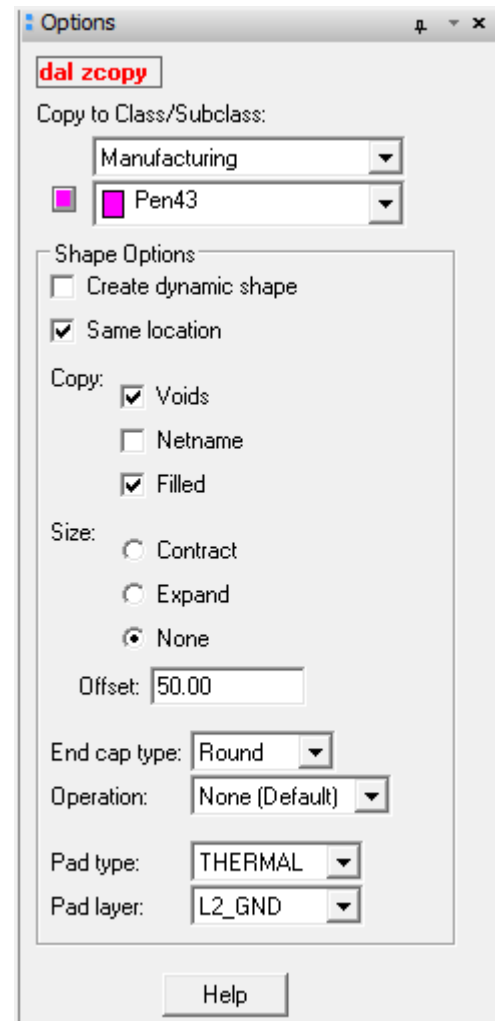 Options
dal zcopy
Copy to Class/Subclass:
Manufacturing
Pen43
Shape Options
Create dynamic shape
Same location
Copy:
Voids
Netname
Filled
Size:
Contract
Expand
None
Offset: 50.00
End cap type: Round
Operation: None (Default)
Pad type: THERMAL
Pad layer: L2_GND
Help